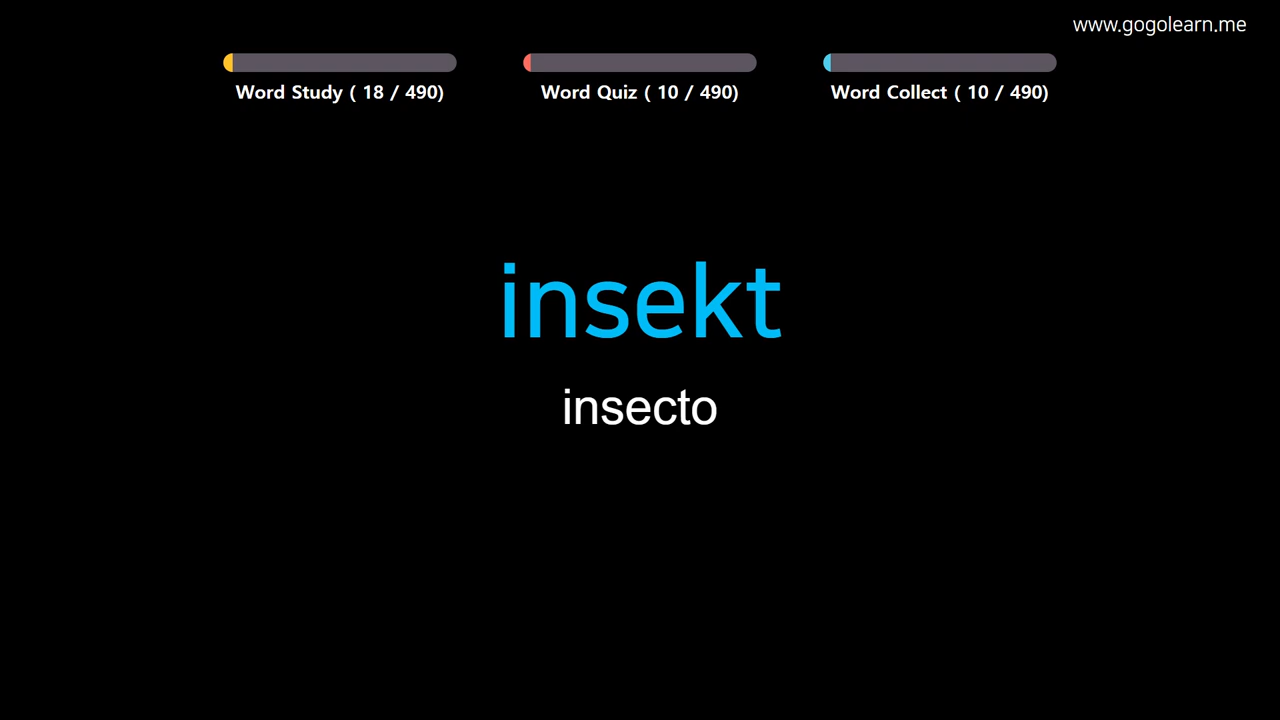 www.gogolearn.me
Word Study ( 18 / 490)
Word Quiz ( 10 / 490)
Word Collect ( 10 / 490)
insekt
insecto